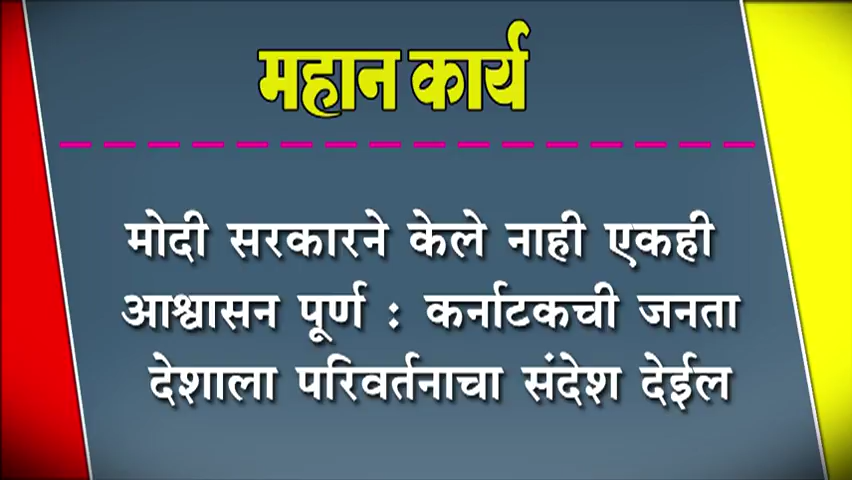 महान कार्य
मोदी सरकारने केले नाही एकही
आश्वासन पूर्ण : कर्नाटकची जनता
देशाला परिवर्तनाचा संदेश देईल